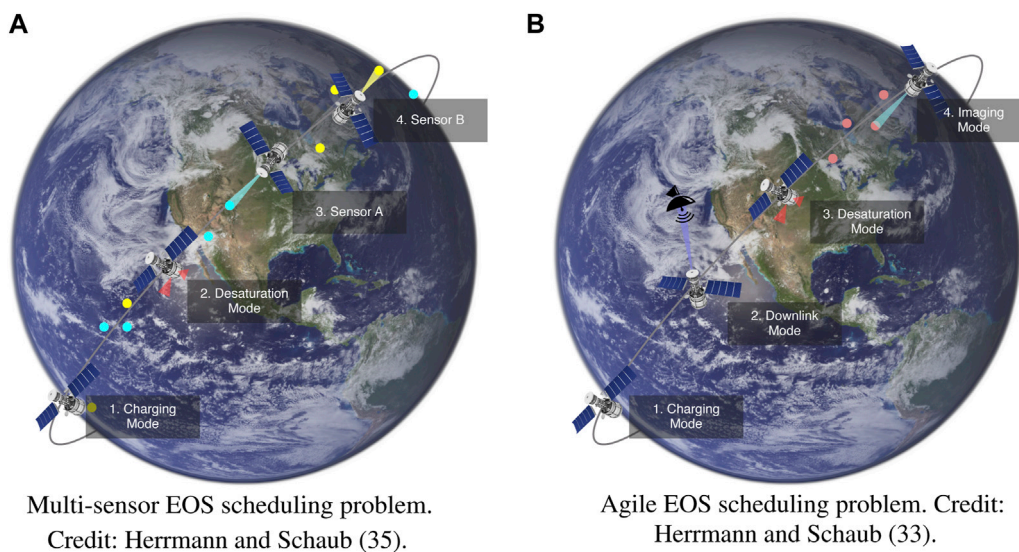 A
4. Sensor B
3. Sensor A
2. Desaturation
Mode
1. Charging
Mode
Multi-sensor EOS scheduling problem.
Credit: Herrmann and Schaub (35).
B
4. Imaging
Mode
3. Desaturation
Mode
2. Downlink
Mode
1. Charging
Mode
Agile EOS scheduling problem. Credit:
Herrmann and Schaub (33).